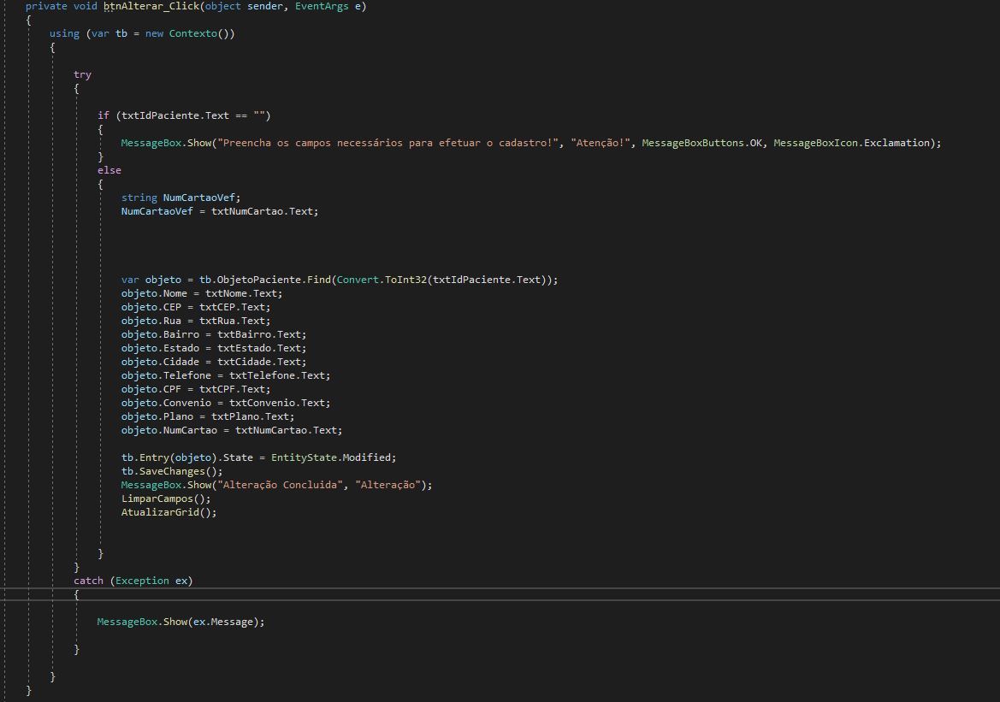 private void btnAlterar_Click(object sender, EventArgs e)
{
using (var tb = new Contexto())
{
try
{
if (txtIdPaciente.Text == "")
{
MessageBox.Show("Preencha os campos necessários para efetuar o cadastro!", "Atenção!", MessageBoxButtons.OK, MessageBoxIcon.Exclamation);
}
else
{
string NumCartaoVef;
NumCartaoVef = txtNumCartao.Text;
var objeto = tb.ObjetoPaciente.Find(Convert.ToInt32(txtIdPaciente.Text));
objeto.Nome = txtNome.Text;
objeto.CEP = txtCEP.Text;
objeto.Rua = txtRua.Text;
objeto.Bairro = txtBairro.Text;
objeto.Estado = txtEstado.Text;
objeto.Cidade = txtCidade.Text;
objeto.Telefone = txtTelefone.Text;
objeto.CPF = txtCPF.Text;
objeto.Convenio = txtConvenio.Text;
objeto.Plano = txtPlano.Text;
objeto.NumCartao = txtNumCartao.Text;
tb.Entry(objeto).State = EntityState.Modified;
tb.SaveChanges();
MessageBox.Show("Alteração Concluida", "Alteração");
LimparCampos();
AtualizarGrid();
}
}
catch (Exception ex)
{
MessageBox.Show(ex.Message);
}
}
}